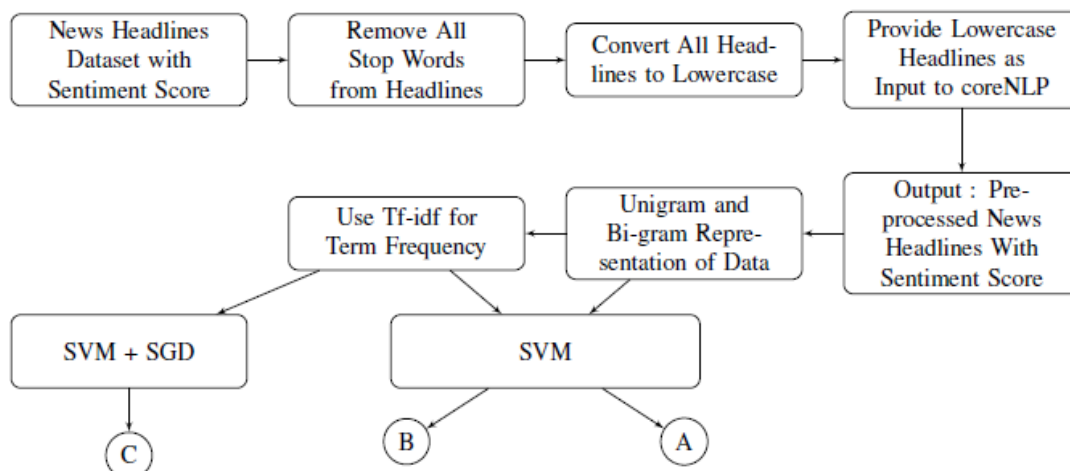 News Headlines
Dataset with
Sentiment Score
Remove All
Stop Words
from Headlines
Convert All Head-
lines to Lowercase
Provide Lowercase
Headlines as
Input to coreNLP
Output : Pre-
processed News
Headlines With
Sentiment Score
Unigram and
Bi-gram Repre-
sentation of Data
Use Tf-idf for
Term Frequency
SVM + SGD
SVM
C
B
A